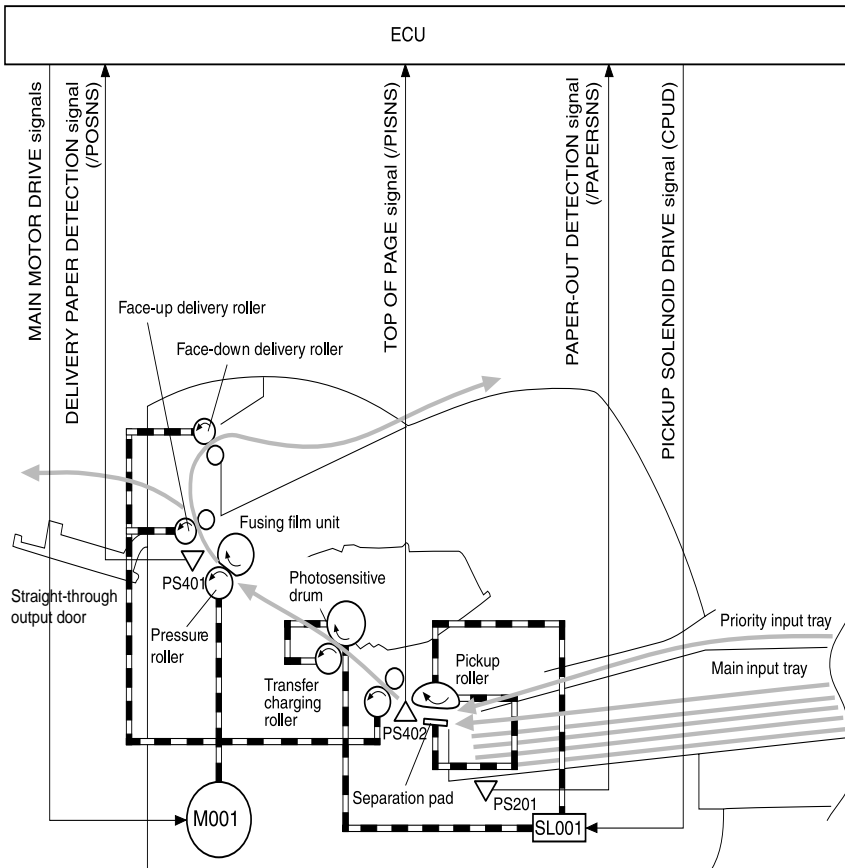 ECU
MAIN MOTOR DRIVE signals
DELIVERY PAPER DETECTION signal
(/POSNS)
TOP OF PAGE signal (/PISNS)
PAPER-OUT DETECTION signal
(/PAPERSNS)
PICKUP SOLENOID DRIVE signal (CPUD)
Face-up delivery roller
Face-down delivery roller
Fusing film unit
PS401
Photosensitive
drum
Straight-through
output door
Pressure
roller
Priority input tray
Main input tray
Pickup
roller
Transfer
charging
roller
PS402
Separation pad
PS201
M001
SL001